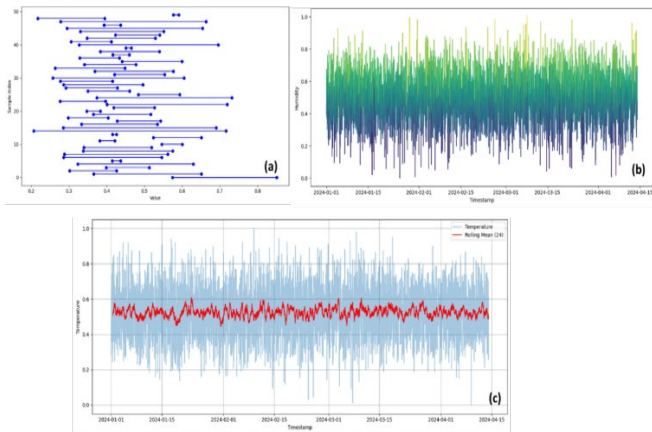 50
40
30
20
10
0
Sample Index
0.2 0.3 0.4 0.5 0.6 0.7 0.8
Value
(a)
1.0
0.8
0.6
0.4
0.2
0.0
Humidity
2024-01-01 2024-01-15 2024-02-01 2024-02-15 2024-03-01 2024-03-15 2024-04-01 2024-04-15
Timestamp
(b)
1.0
0.8
0.6
0.4
0.2
0.0
Temperature
Temperature
Rolling Mean (24)
2024-01-01 2024-01-15 2024-02-01 2024-02-15 2024-03-01 2024-03-15 2024-04-01 2024-04-15
Timestamp
(c)